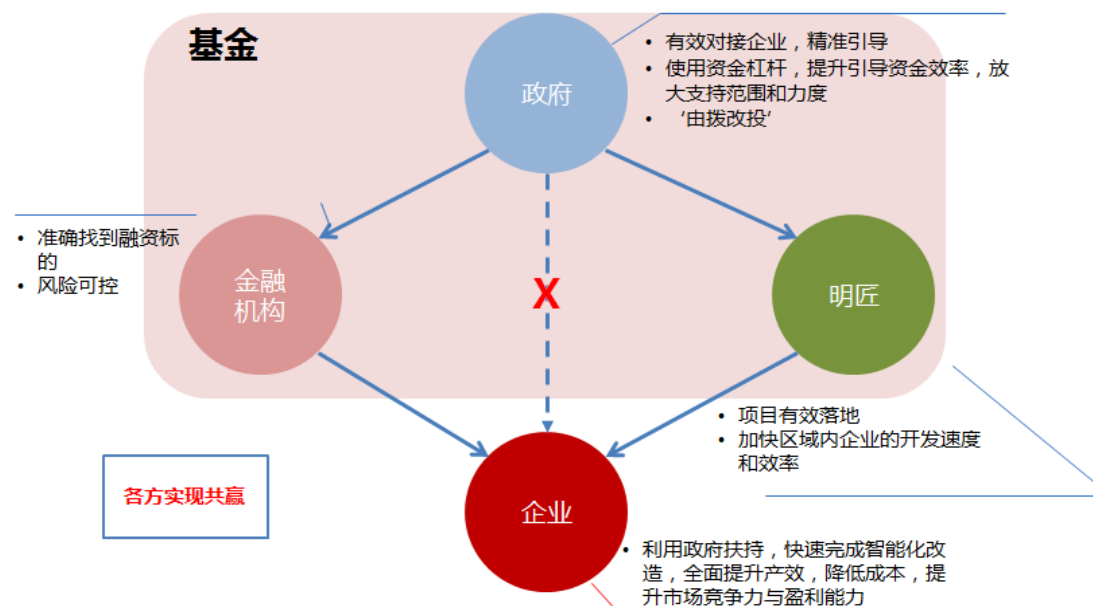 基金
政府
• 有效对接企业，精准引导
• 使用资金杠杆，提升引导资金效率，放
大支持范围和力度
• ‘由拨改投’
• 准确找到融资标
的
• 风险可控
金融
机构
X
明匠
• 项目有效落地
• 加快区域内企业的开发速度
和效率
各方实现共赢
企业
• 利用政府扶持，快速完成智能化改
造，全面提升产效，降低成本，提
升市场竞争力与盈利能力